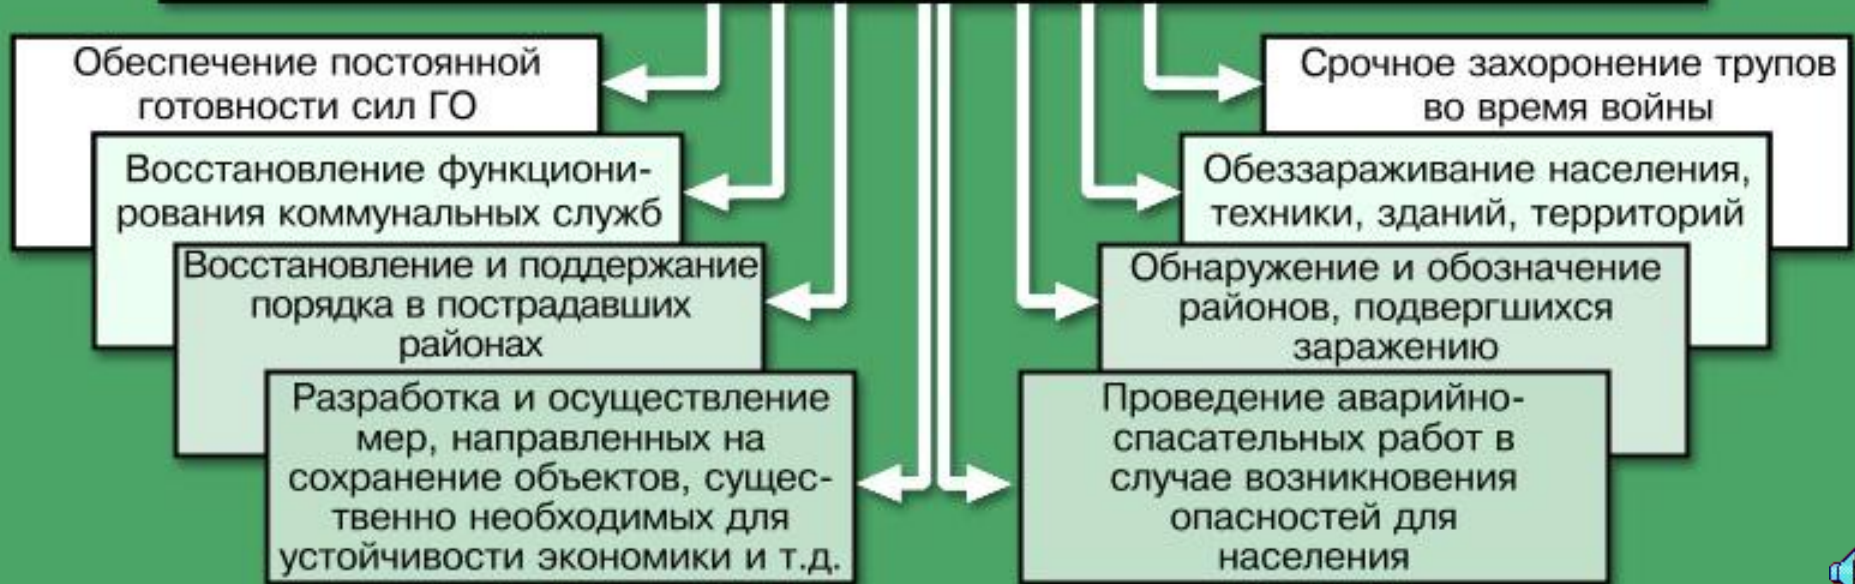 Обеспечение постоянной
готовности сил ГО
Восстановление функциони-
рования коммунальных служб
Восстановление и поддержание
порядка в пострадавших
районах
Разработка и осуществление
мер, направленных на
сохранение объектов, сущес-
твенно необходимых для
устойчивости экономики и т.д.
Срочное захоронение трупов
во время войны
Обеззараживание населения,
техники, зданий, территорий
Обнаружение и обозначение
районов, подвергшихся
заражению
Проведение аварийно-
спасательных работ в
случае возникновения
опасностей для
населения